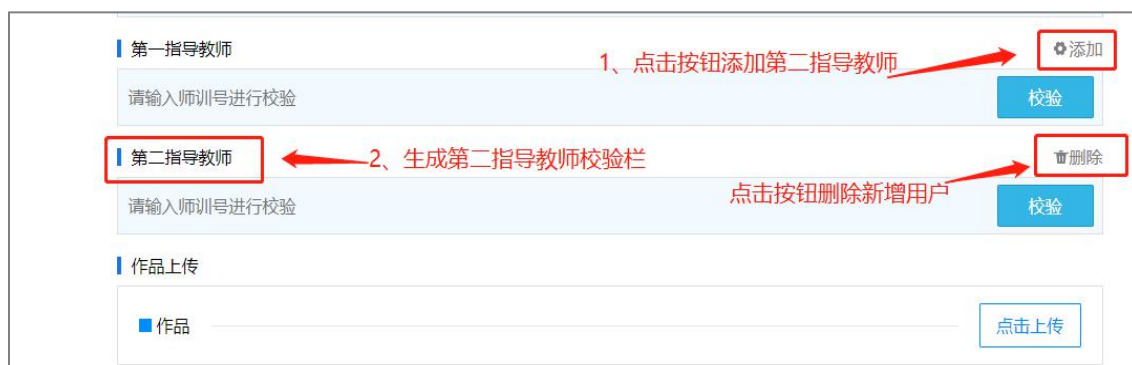 第一指导教师
1、点击按钮添加第二指导教师
添加
请输入师训号进行校验
校验
第二指导教师
2、生成第二指导教师校验栏
删除
请输入师训号进行校验
点击按钮删除新增用户
校验
作品上传
作品
点击上传